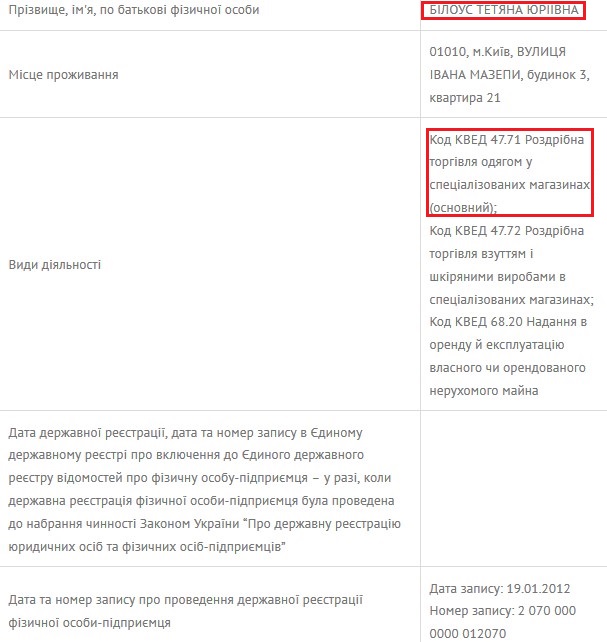 Прізвище, ім'я, по батькові фізичної особи
БІЛОУС ТЕТЯНА ЮРІІВНА
Місце проживання
01010, м.Київ, ВУЛИЦЯ
ІВАНА МАЗЕПИ, будинок 3,
квартира 21
Види діяльності
Код КВЕД 47.71 Роздрібна
торгівля одягом у
спеціалізованих магазинах
(основний);
Код КВЕД 47.72 Роздрібна
торгівля взуттям і
шкіряними виробами в
спеціалізованих магазинах;
Код КВЕД 68.20 Надання в
оренду й експлуатацію
власного чи орендованого
нерухомого майна
Дата державної реєстрації, дата та номер запису в Єдиному
державному реєстрі про включення до Єдиного державного
реєстру відомостей про фізичну особу-підприємця – у разі, коли
державна реєстрація фізичної особи-підприємця була проведена
до набрання чинності Законом України “Про державну реєстрацію
юридичних осіб та фізичних осіб-підприємців”
Дата та номер запису про проведення державної реєстрації
фізичної особи-підприємця
Дата запису: 19.01.2012
Номер запису: 2 070 000
0000 012070